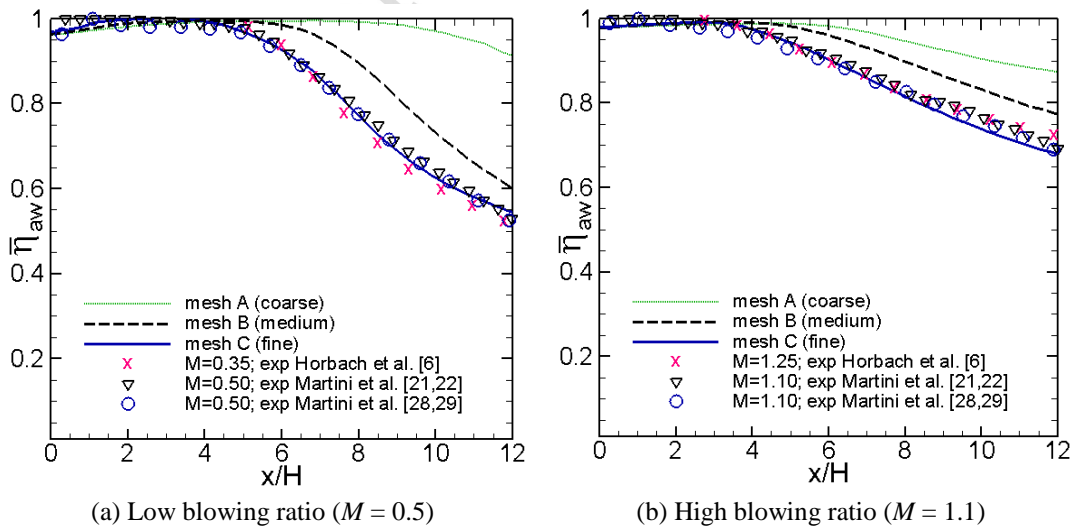 1
0.8
0.6
0.4
0.2
η̅aw
mesh A (coarse)
mesh B (medium)
mesh C (fine)
M=0.35; exp Horbach et al. [6]
M=0.50; exp Martini et al. [21,22]
M=0.50; exp Martini et al. [28,29]
0 2 4 6 8 10 12
x/H
(a) Low blowing ratio (M = 0.5)
1
0.8
0.6
0.4
0.2
η̅aw
mesh A (coarse)
mesh B (medium)
mesh C (fine)
M=1.25; exp Horbach et al. [6]
M=1.10; exp Martini et al. [21,22]
M=1.10; exp Martini et al. [28,29]
0 2 4 6 8 10 12
x/H
(b) High blowing ratio (M = 1.1)